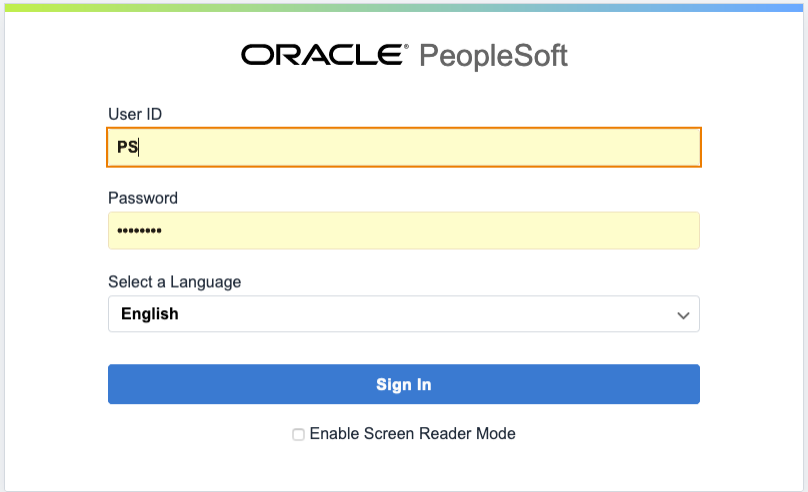 ORACLE® PeopleSoft
User ID
PS
Password
••••••••
Select a Language
English
Sign In
Enable Screen Reader Mode